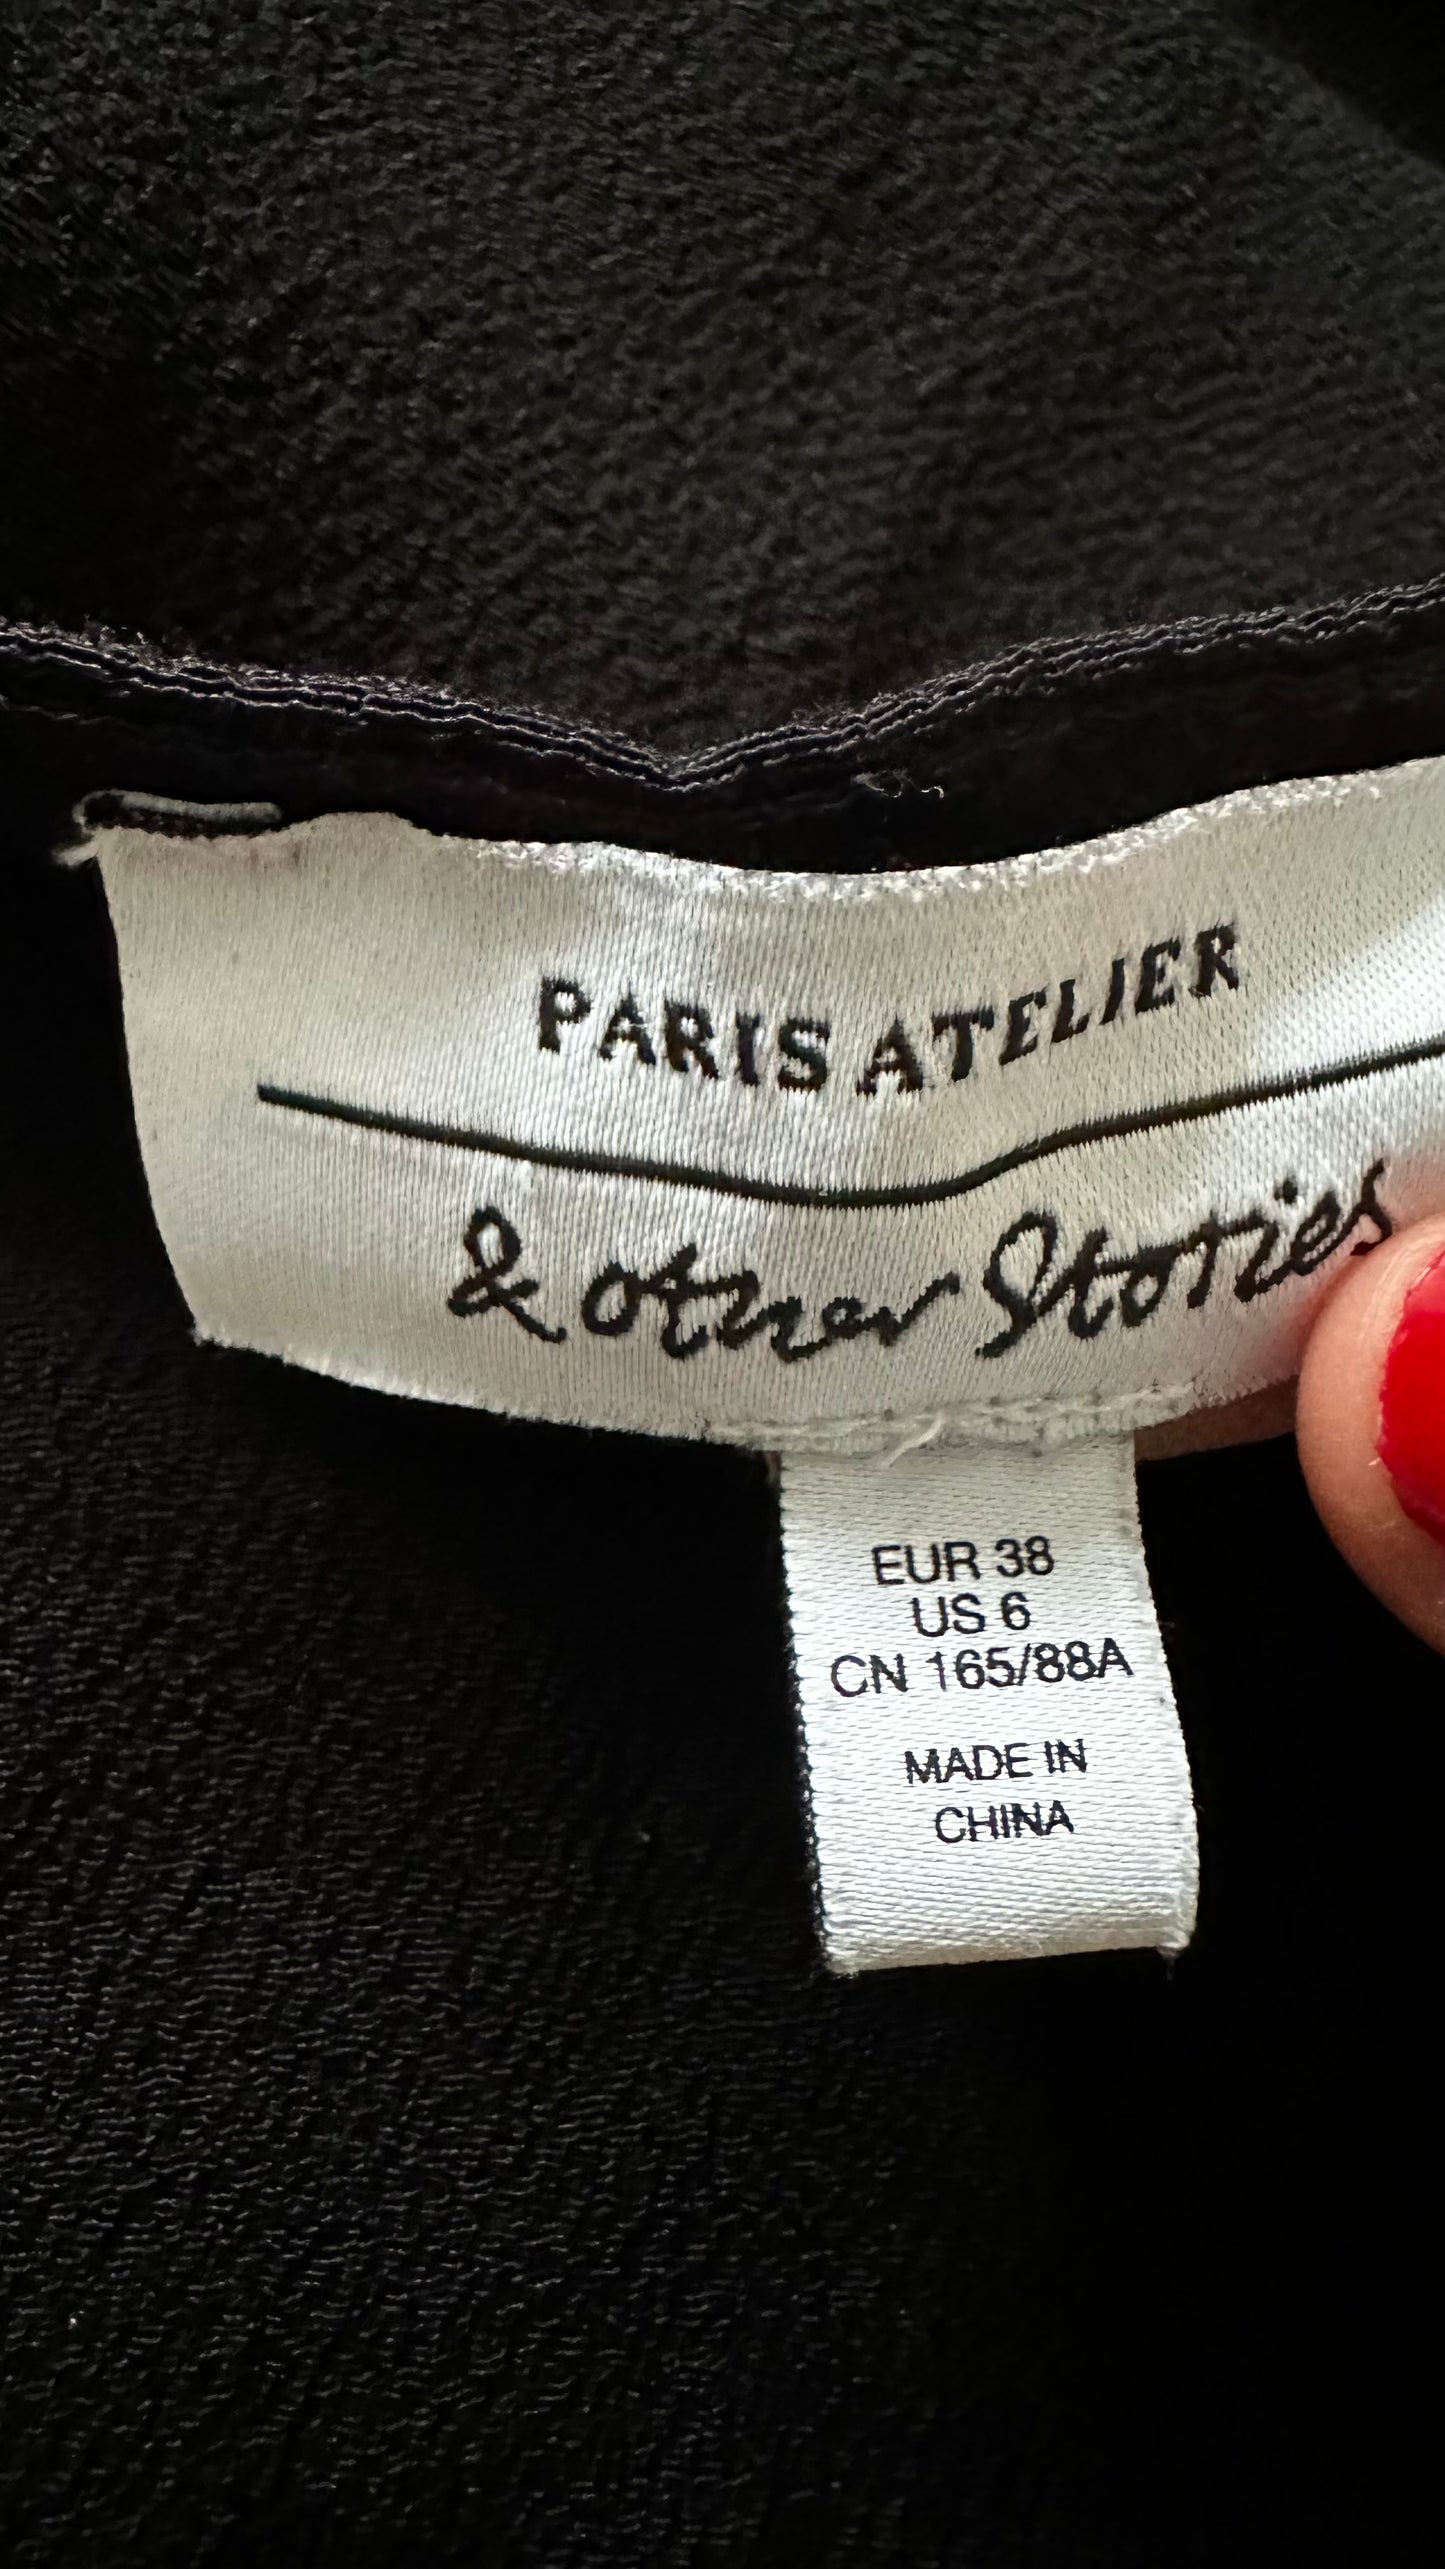 PARIS ATELIER
& Other Stories
EUR 38
US 6
CN 165/88A
MADE IN
CHINA